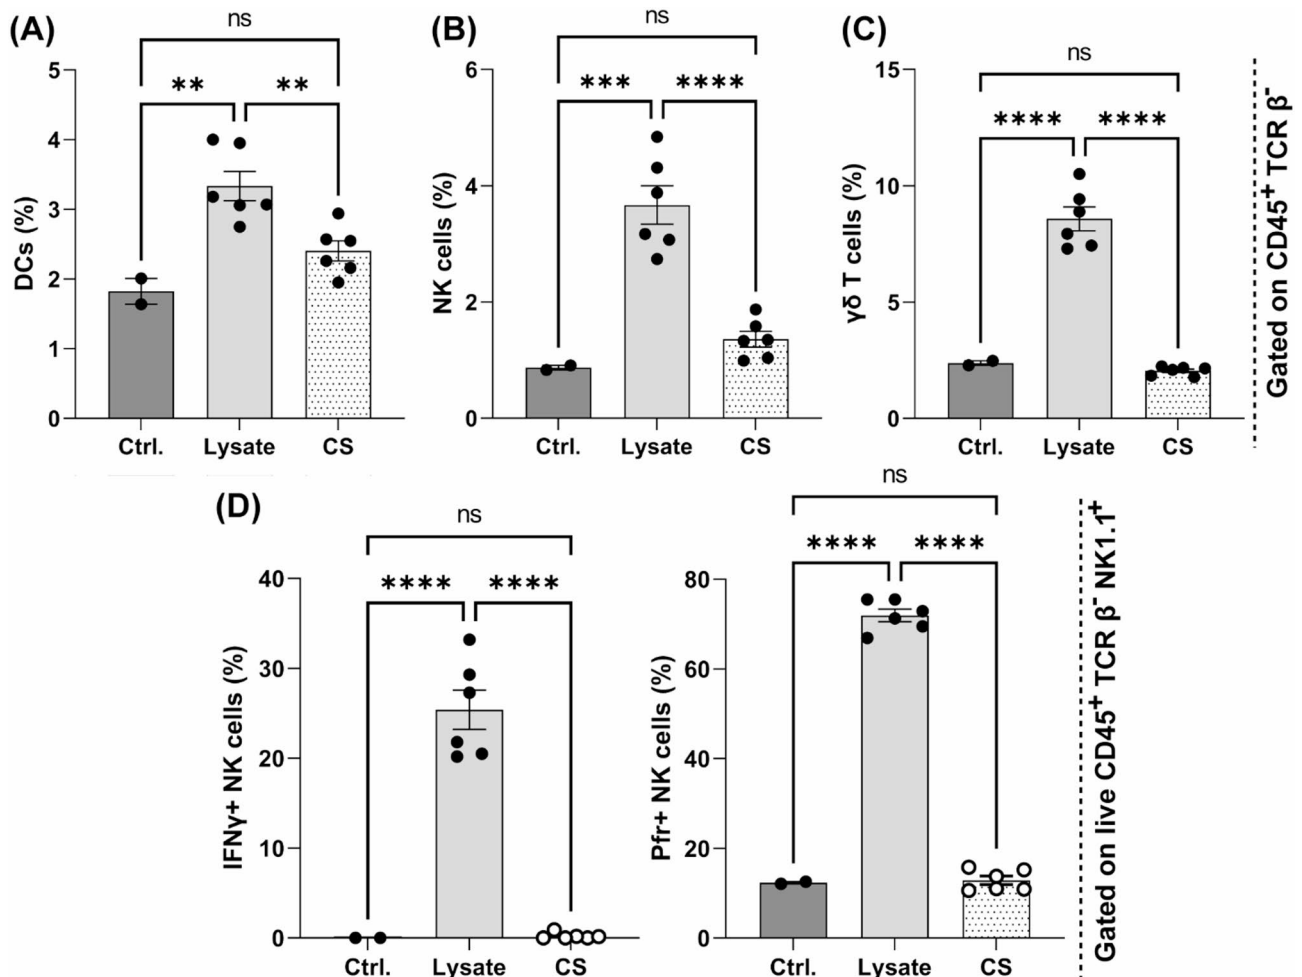 (A)
ns
** **
DCs (%)
5
4
3
2
1
0
Ctrl. Lysate CS
(B)
ns
*** ****
NK cells (%)
6
4
2
0
Ctrl. Lysate CS
(C)
ns
**** ****
γδ T cells (%)
15
10
5
0
Ctrl. Lysate CS
Gated on CD45⁺ TCR β⁻
(D)
ns
**** ****
IFNγ+ NK cells (%)
40
30
20
10
0
Ctrl. Lysate CS
ns
**** ****
Pfr+ NK cells (%)
80
60
40
20
0
Ctrl. Lysate CS
Gated on live CD45⁺ TCR β⁻ NK1.1⁺